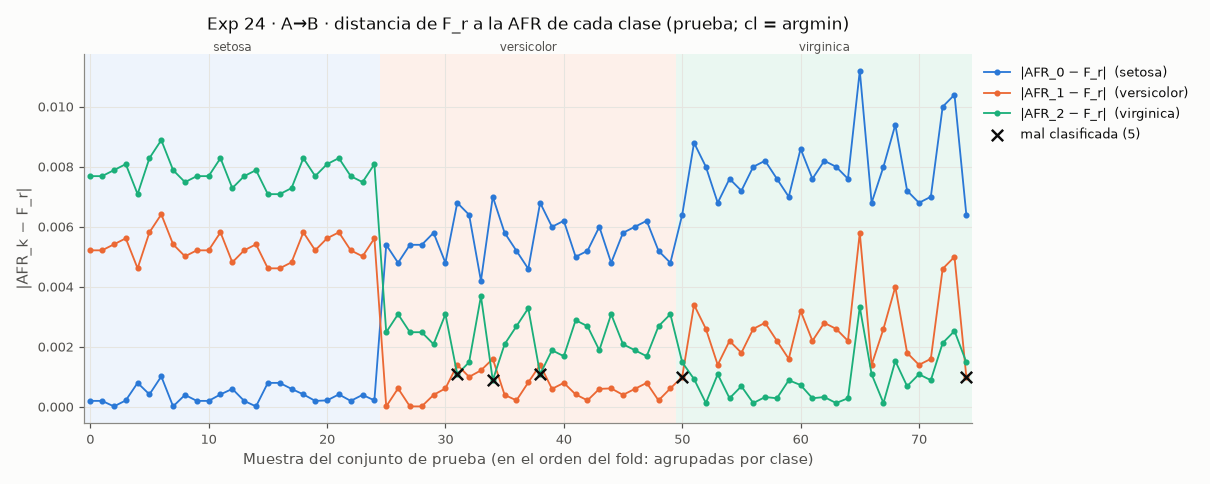 Exp 24 · A→B · distancia de F_r a la AFR de cada clase (prueba; cl = argmin)
setosa
versicolor
virginica
|AFR_0 − F_r| (setosa)
|AFR_1 − F_r| (versicolor)
|AFR_2 − F_r| (virginica)
mal clasificada (5)
|AFR_k − F_r|
0.010
0.008
0.006
0.004
0.002
0.000
0 10 20 30 40 50 60 70
Muestra del conjunto de prueba (en el orden del fold: agrupadas por clase)